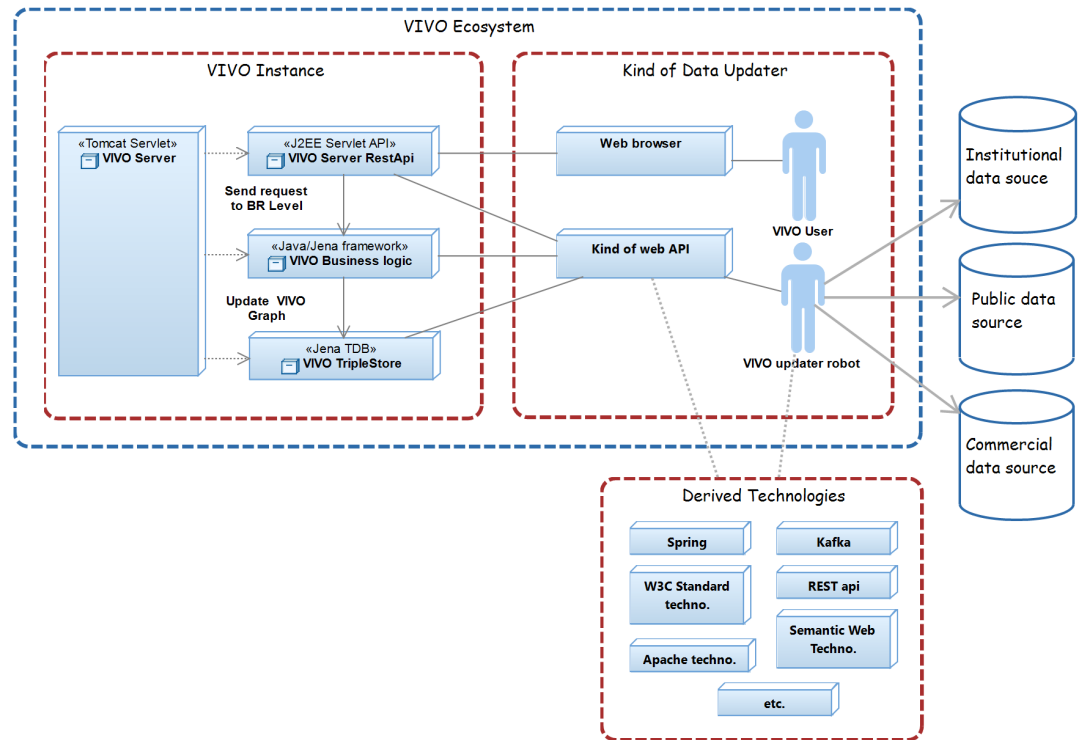 VIVO Ecosystem
VIVO Instance
«Tomcat Servlet»
VIVO Server
«J2EE Servlet API»
VIVO Server RestApi
Send request
to BR Level
«Java/Jena framework»
VIVO Business logic
Update VIVO
Graph
«Jena TDB»
VIVO TripleStore
Kind of Data Updater
Web browser
VIVO User
Kind of web API
VIVO updater robot
Institutional
data souce
Public data
source
Commercial
data source
Derived Technologies
Spring
Kafka
W3C Standard
techno.
REST api
Semantic Web
Techno.
Apache techno.
etc.